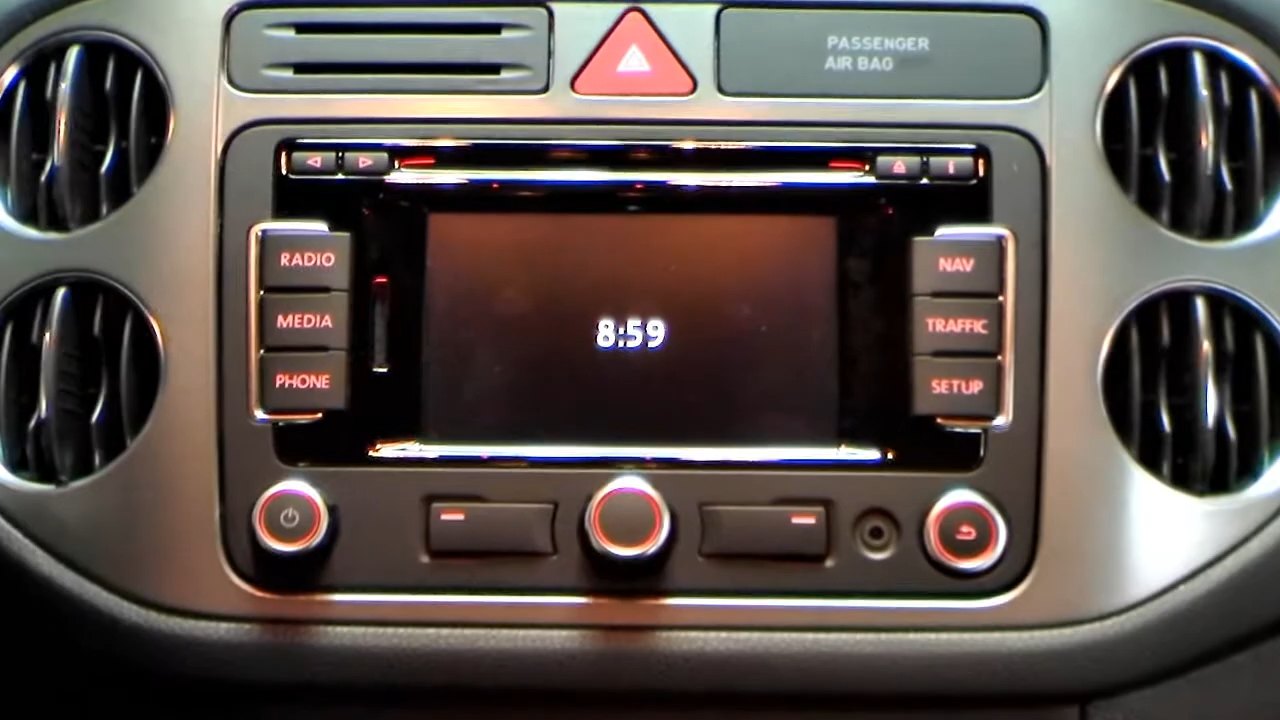 PASSENGER
AIR BAG
RADIO
MEDIA
PHONE
8:59
NAV
TRAFFIC
SETUP